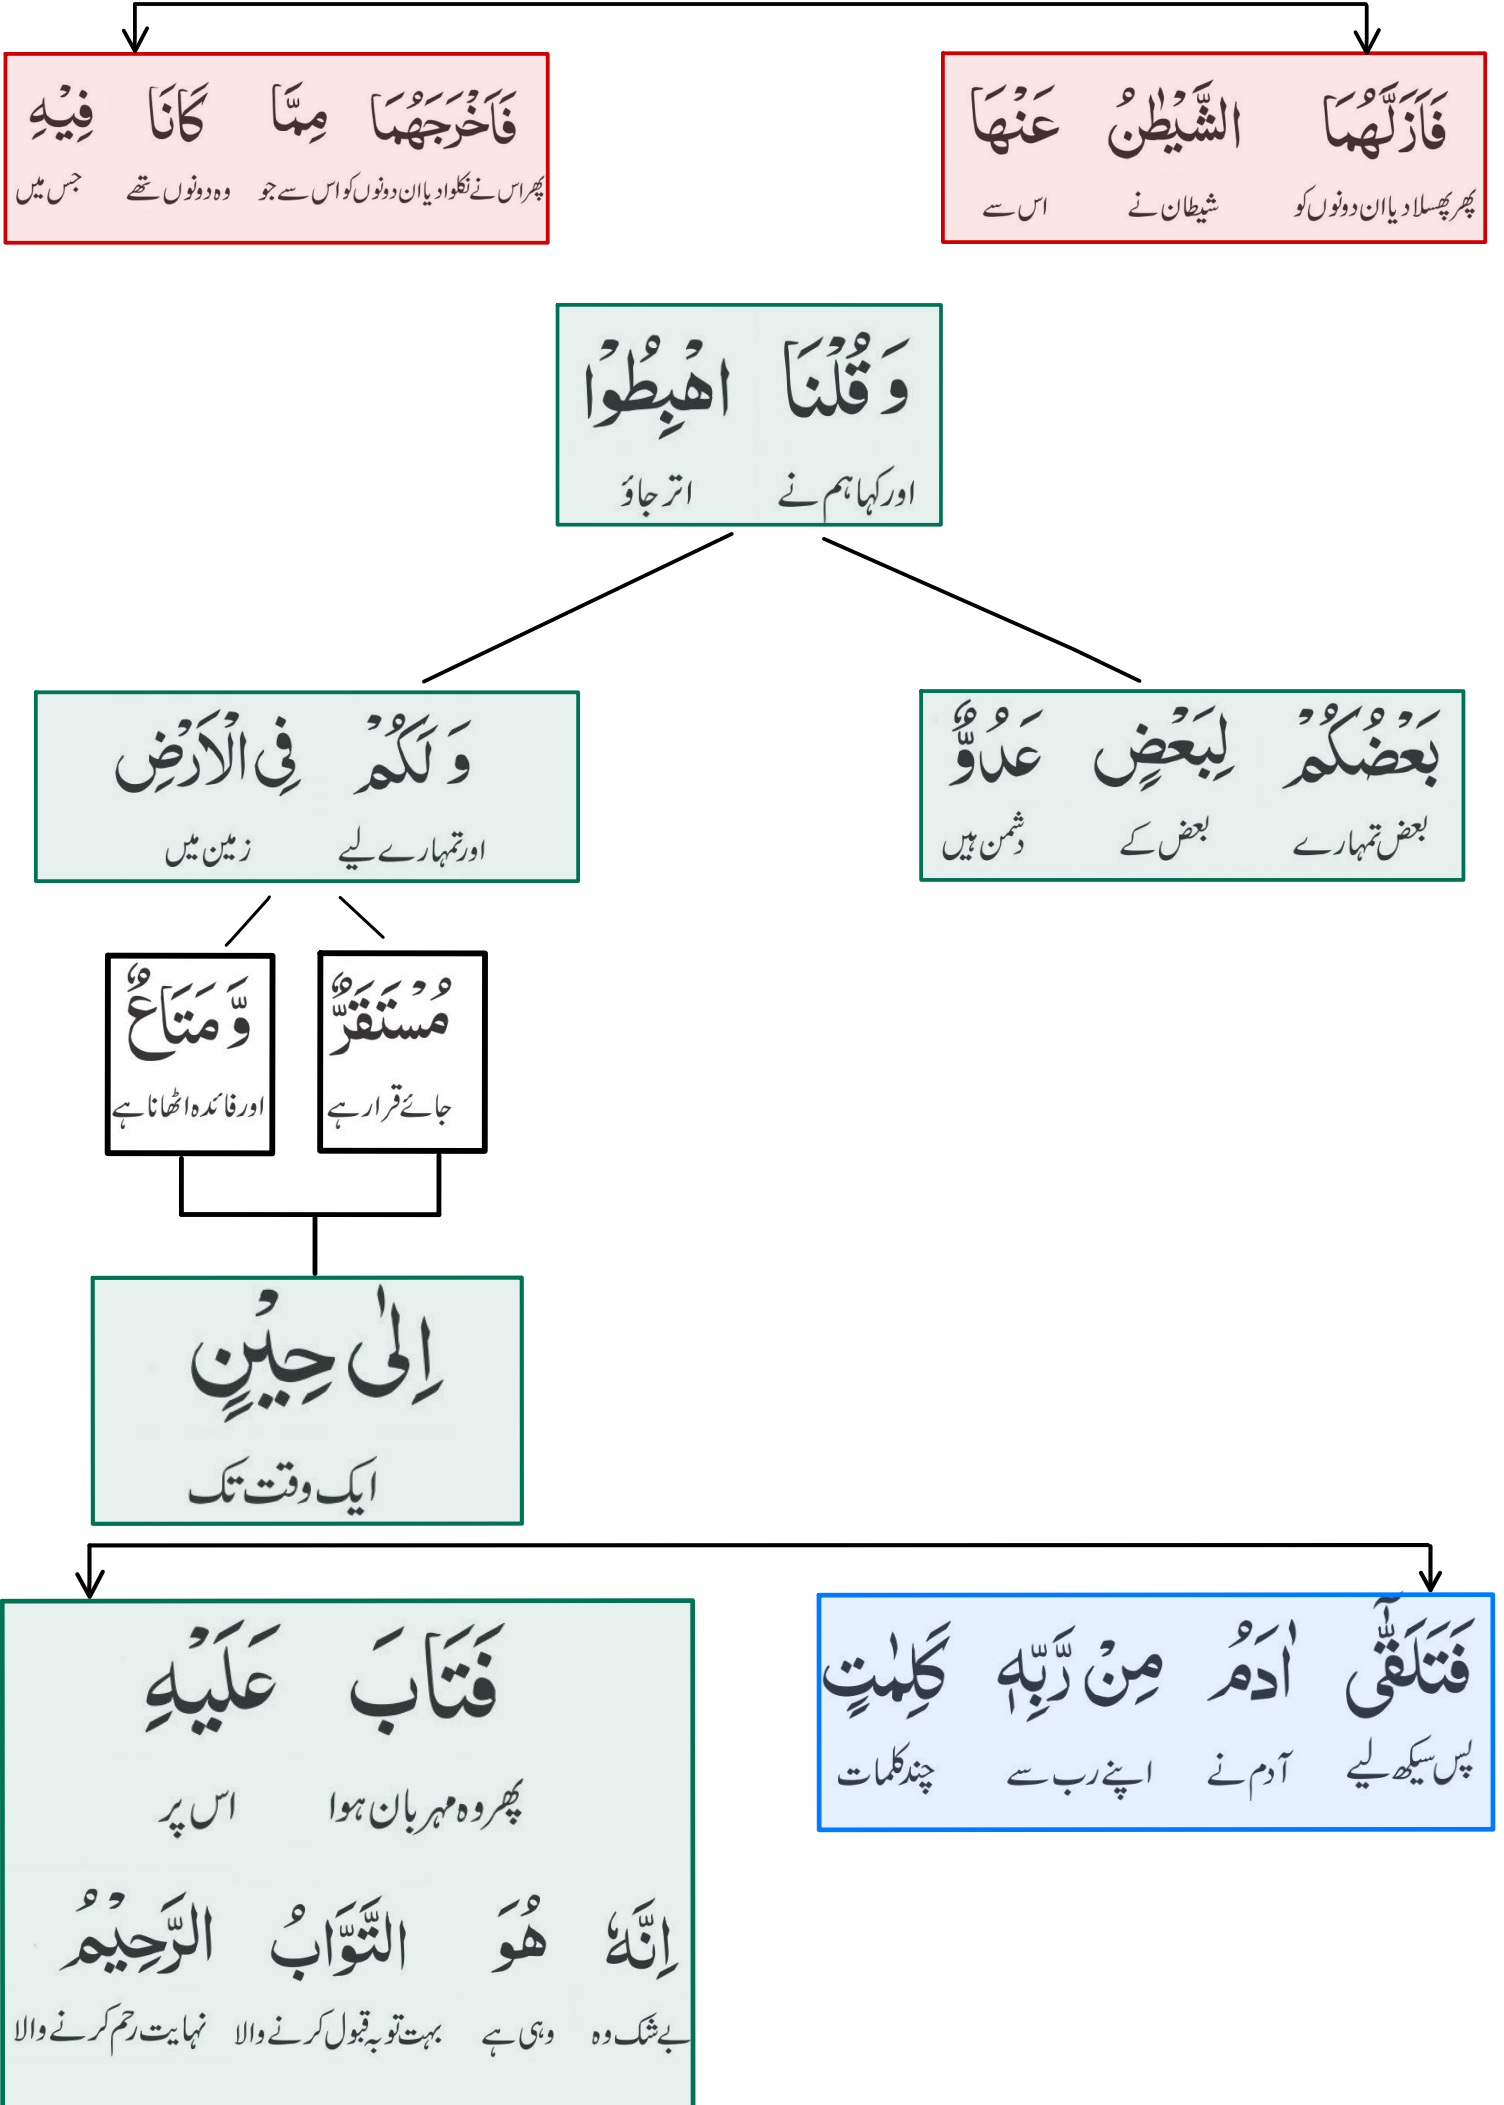 فَاَزَلَّهُمَا الشَّيْطٰنُ عَنْهَا
پھر پھسلا دیا ان دونوں کو شیطان نے اس سے
فَاَخْرَجَهُمَا مِمَّا كَانَا فِيْهِ
پھر اس نے نکلوا دیا ان دونوں کو اس سے جو وہ دونوں تھے جس میں
وَ قُلْنَا اهْبِطُوْا
اور کہا ہم نے اتر جاؤ
بَعْضُكُمْ لِبَعْضٍ عَدُوٌّ
بعض تمہارے بعض کے دشمن ہیں
وَ لَكُمْ فِى الْاَرْضِ
اور تمہارے لیے زمین میں
مُسْتَقَرٌّ
جائے قرار ہے
وَّ مَتَاعٌ
اور فائدہ اٹھانا ہے
اِلٰى حِيْنٍ
ایک وقت تک
فَتَلَقّٰٓى اٰدَمُ مِنْ رَّبِّهٖ كَلِمٰتٍ
پس سیکھ لیے آدم نے اپنے رب سے چند کلمات
فَتَابَ عَلَيْهِ
پھر وہ مہربان ہوا اس پر
اِنَّهٗ هُوَ التَّوَّابُ الرَّحِيْمُ
بے شک وہ وہی ہے بہت توبہ قبول کرنے والا نہایت رحم کرنے والا